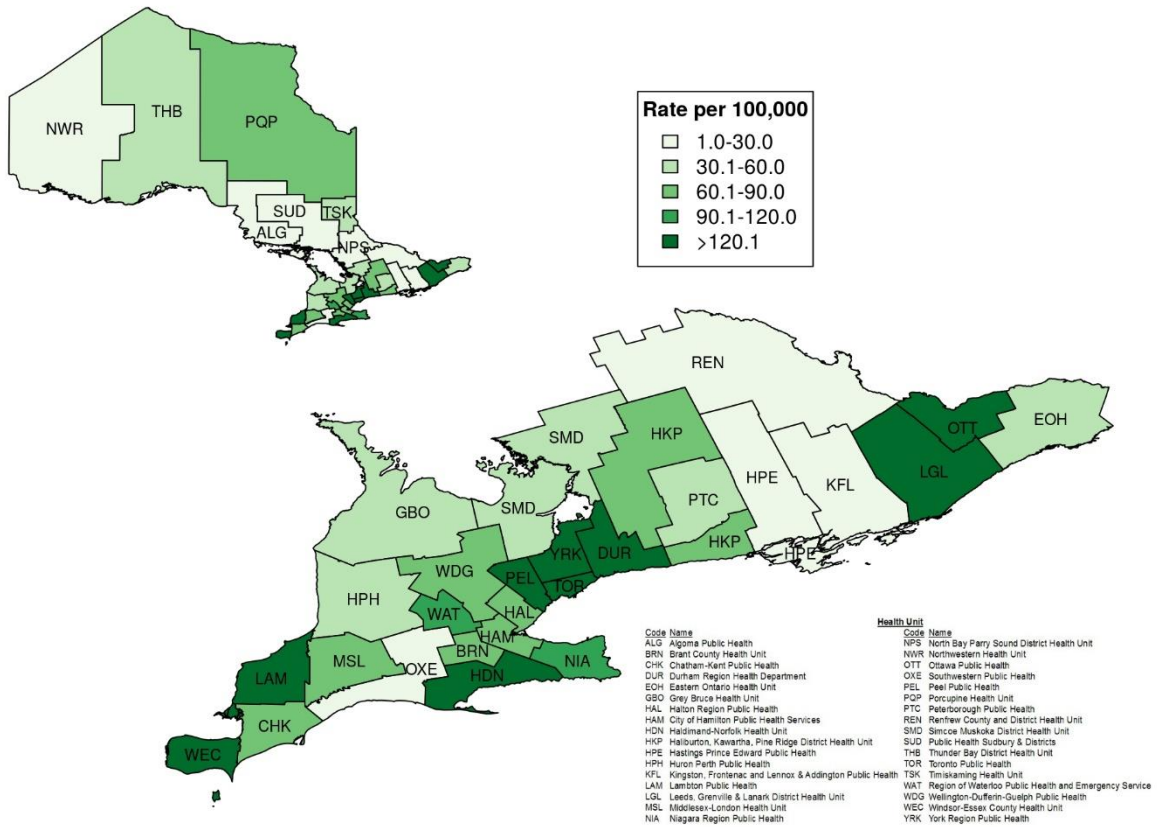 NWR
THB
PQP
SUD
TSK
ALG
NPS
Rate per 100,000
1.0-30.0
30.1-60.0
60.1-90.0
90.1-120.0
>120.1
REN
SMD
HKP
OTT
EOH
LGL
HPE
KFL
PTC
GBO
SMD
YRK
DUR
HKP
HPE
WDG
PEL
TOR
HPH
WAT
HAL
HAM
BRN
MSL
OXE
NIA
LAM
HDN
CHK
WEC
Health Unit
Code Name
ALG Algoma Public Health
BRN Brant County Health Unit
CHK Chatham-Kent Public Health
DUR Durham Region Health Department
EOH Eastern Ontario Health Unit
GBO Grey Bruce Health Unit
HAL Halton Region Public Health
HAM City of Hamilton Public Health Services
HDN Haldimand-Norfolk Health Unit
HKP Haliburton, Kawartha, Pine Ridge District Health Unit
HPE Hastings Prince Edward Public Health
HPH Huron Perth Public Health
KFL Kingston, Frontenac and Lennox & Addington Public Health
LAM Lambton Public Health
LGL Leeds, Grenville & Lanark District Health Unit
MSL Middlesex-London Health Unit
NIA Niagara Region Public Health
Code Name
NPS North Bay Parry Sound District Health Unit
NWR Northwestern Health Unit
OTT Ottawa Public Health
OXE Southwestern Public Health
PEL Peel Public Health
PQP Porcupine Health Unit
PTC Peterborough Public Health
REN Renfrew County and District Health Unit
SMD Simcoe Muskoka District Health Unit
SUD Public Health Sudbury & Districts
THB Thunder Bay District Health Unit
TOR Toronto Public Health
TSK Timiskaming Health Unit
WAT Region of Waterloo Public Health and Emergency Service
WDG Wellington-Dufferin-Guelph Public Health
WEC Windsor-Essex County Health Unit
YRK York Region Public Health